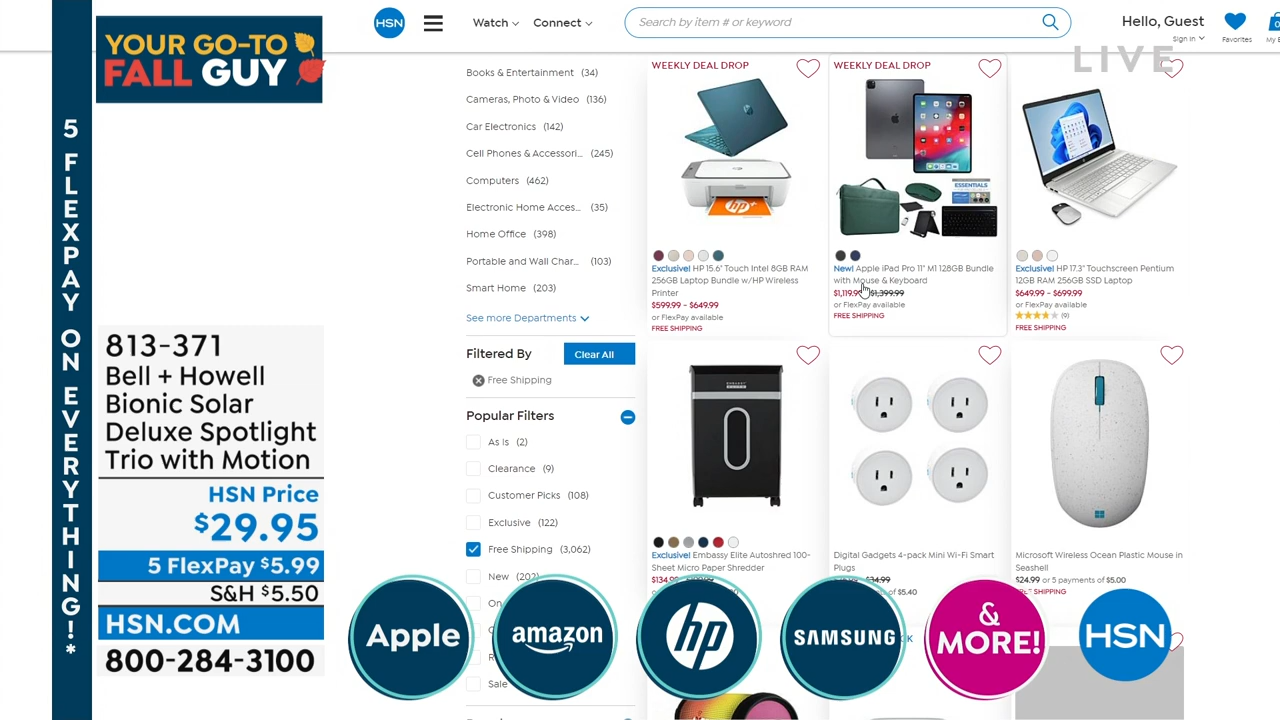 YOUR GO-TO
FALL GUY
5 FLEXPAY ON EVERYTHING!*
813-371
Bell + Howell
Bionic Solar
Deluxe Spotlight
Trio with Motion
HSN Price
$29.95
5 FlexPay $5.99
S&H $5.50
HSN.COM
800-284-3100
HSN
Watch
Connect
Search by item # or keyword
Hello, Guest
Sign In
Favorites
LIVE
Books & Entertainment (34)
Cameras, Photo & Video (136)
Car Electronics (142)
Cell Phones & Accessori... (245)
Computers (462)
Electronic Home Acces... (35)
Home Office (398)
Portable and Wall Char... (103)
Smart Home (203)
See more Departments
Filtered By
Clear All
Free Shipping
Popular Filters
As Is (2)
Clearance (9)
Customer Picks (108)
Exclusive (122)
Free Shipping (3,062)
New (202)
Sale
WEEKLY DEAL DROP
Exclusive! HP 15.6" Touch Intel 8GB RAM
256GB Laptop Bundle w/HP Wireless
Printer
$599.99 - $649.99
or FlexPay available
FREE SHIPPING
WEEKLY DEAL DROP
ESSENTIALS
New! Apple iPad Pro 11" M1 128GB Bundle
with Mouse & Keyboard
$1,119.99 $1,399.99
or FlexPay available
FREE SHIPPING
Exclusive! HP 17.3" Touchscreen Pentium
12GB RAM 256GB SSD Laptop
$649.99 - $699.99
or FlexPay available
(9)
FREE SHIPPING
Exclusive! Embassy Elite Autoshred 100-
Sheet Micro Paper Shredder
Digital Gadgets 4-pack Mini Wi-Fi Smart
Plugs
Microsoft Wireless Ocean Plastic Mouse in
Seashell
$24.99 or 5 payments of $5.00
SHIPPING
Apple
amazon
hp
SAMSUNG
& MORE!
HSN